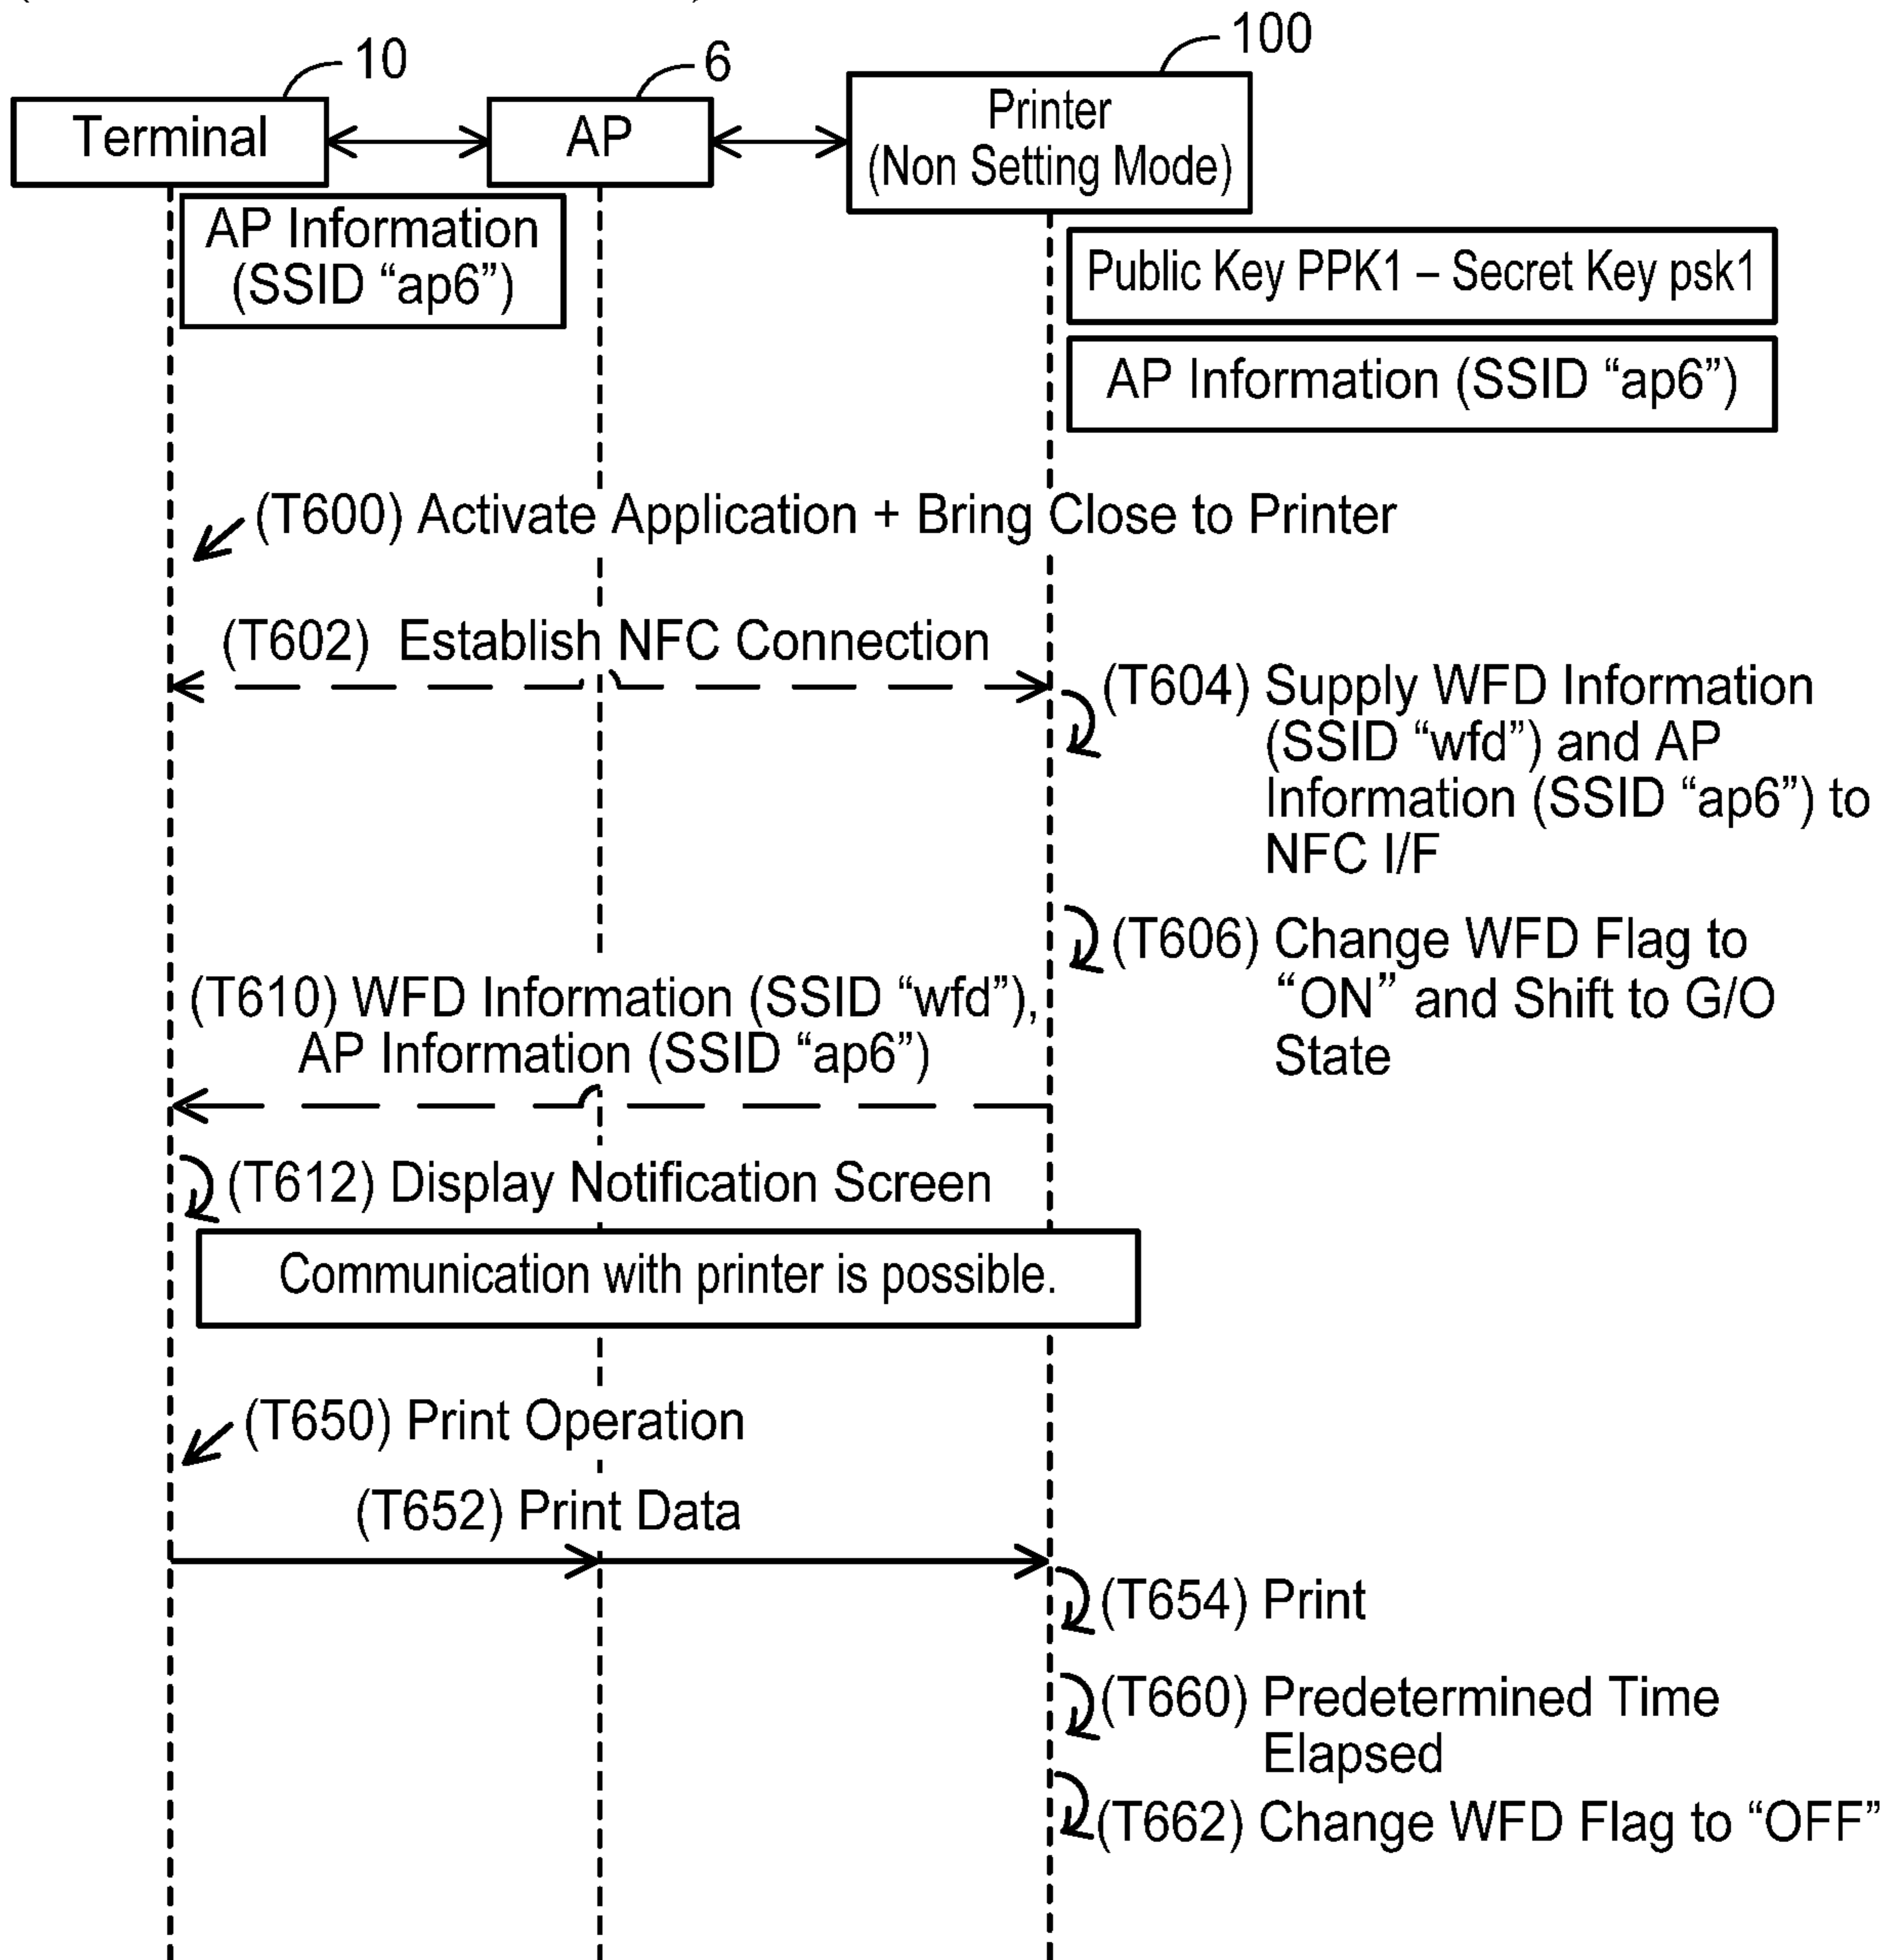 10
6
100
Terminal
AP
Printer
(Non Setting Mode)
AP Information
(SSID “ap6”)
Public Key PPK1 – Secret Key psk1
AP Information (SSID “ap6”)
(T600) Activate Application + Bring Close to Printer
(T602) Establish NFC Connection
(T604) Supply WFD Information
(SSID “wfd”) and AP
Information (SSID “ap6”) to
NFC I/F
(T606) Change WFD Flag to
“ON” and Shift to G/O
State
(T610) WFD Information (SSID “wfd”),
AP Information (SSID “ap6”)
(T612) Display Notification Screen
Communication with printer is possible.
(T650) Print Operation
(T652) Print Data
(T654) Print
(T660) Predetermined Time
Elapsed
(T662) Change WFD Flag to “OFF”